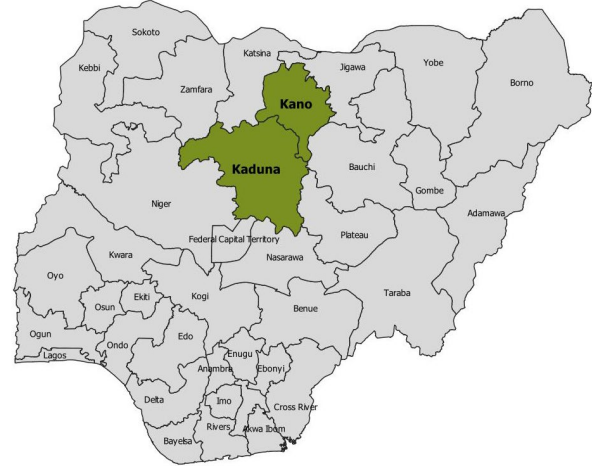 Sokoto
Katsina
Kebbi
Jigawa
Yobe
Borno
Zamfara
Kano
Kaduna
Bauchi
Gombe
Niger
Adamawa
Federal Capital Territory
Plateau
Kwara
Nasarawa
Oyo
Taraba
Ekiti
Kogi
Osun
Benue
Ogun
Edo
Ondo
Lagos
Enugu
Anambra
Ebonyi
Delta
Imo
Cross River
Rivers
Akwa Ibom
Bayelsa